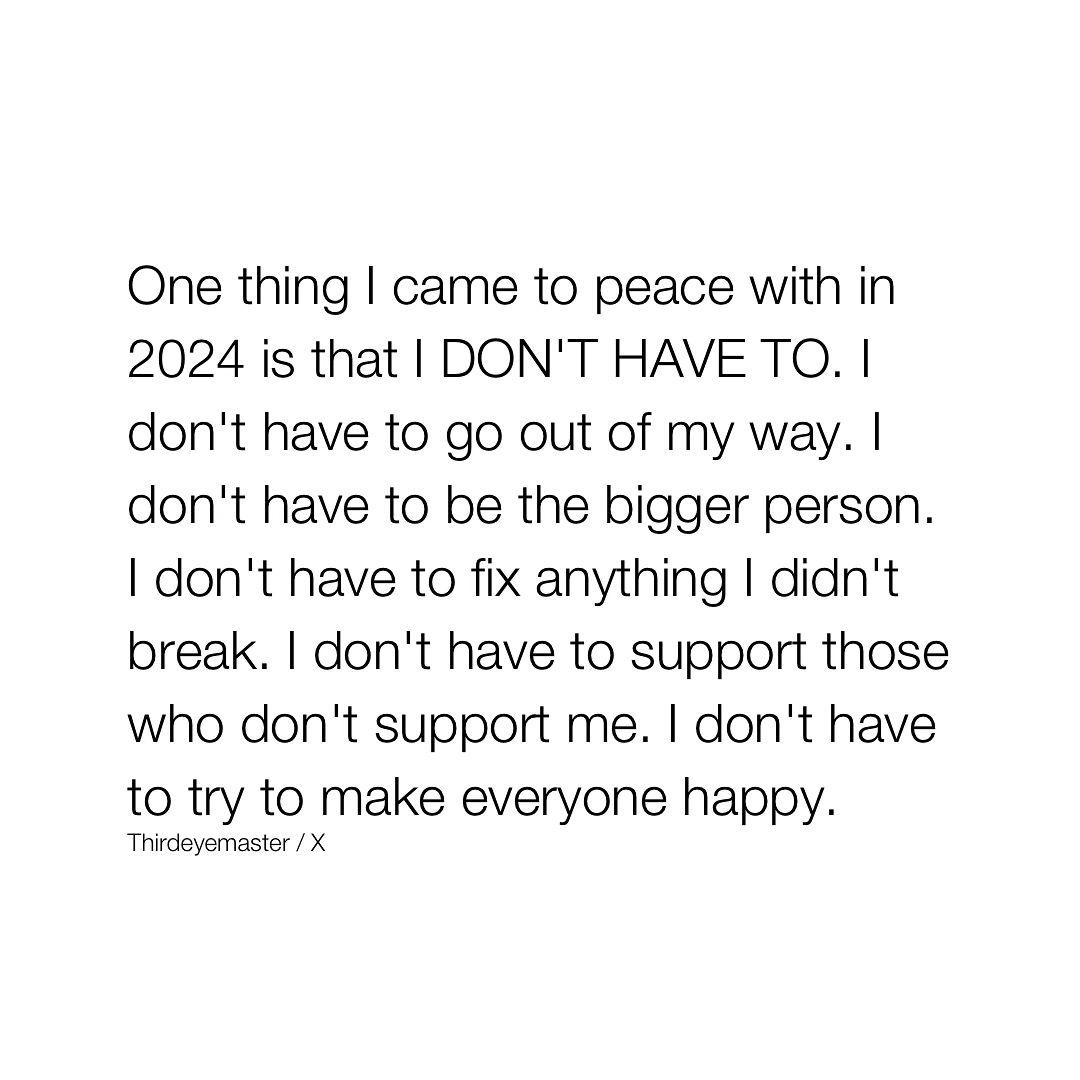 One thing I came to peace with in
2024 is that I DON'T HAVE TO. I
don't have to go out of my way. I
don't have to be the bigger person.
I don't have to fix anything I didn't
break. I don't have to support those
who don't support me. I don't have
to try to make everyone happy.
Thirdeyemaster / X